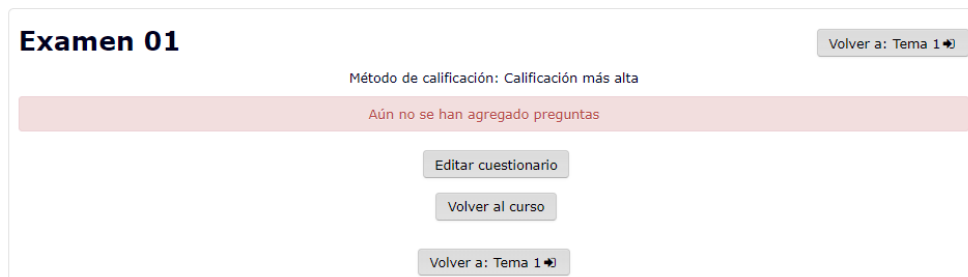 Examen 01
Volver a: Tema 1
Método de calificación: Calificación más alta
Aún no se han agregado preguntas
Editar cuestionario
Volver al curso
Volver a: Tema 1